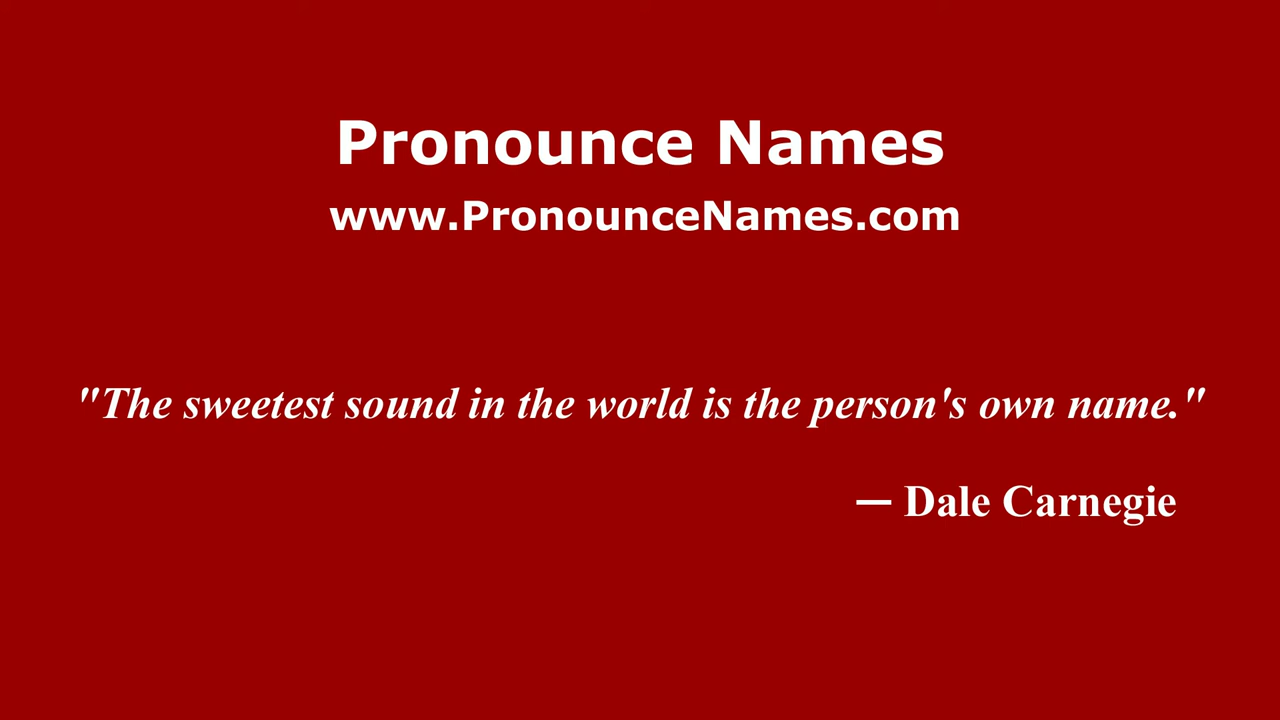 Pronounce Names
www.PronounceNames.com
"The sweetest sound in the world is the person's own name."
— Dale Carnegie